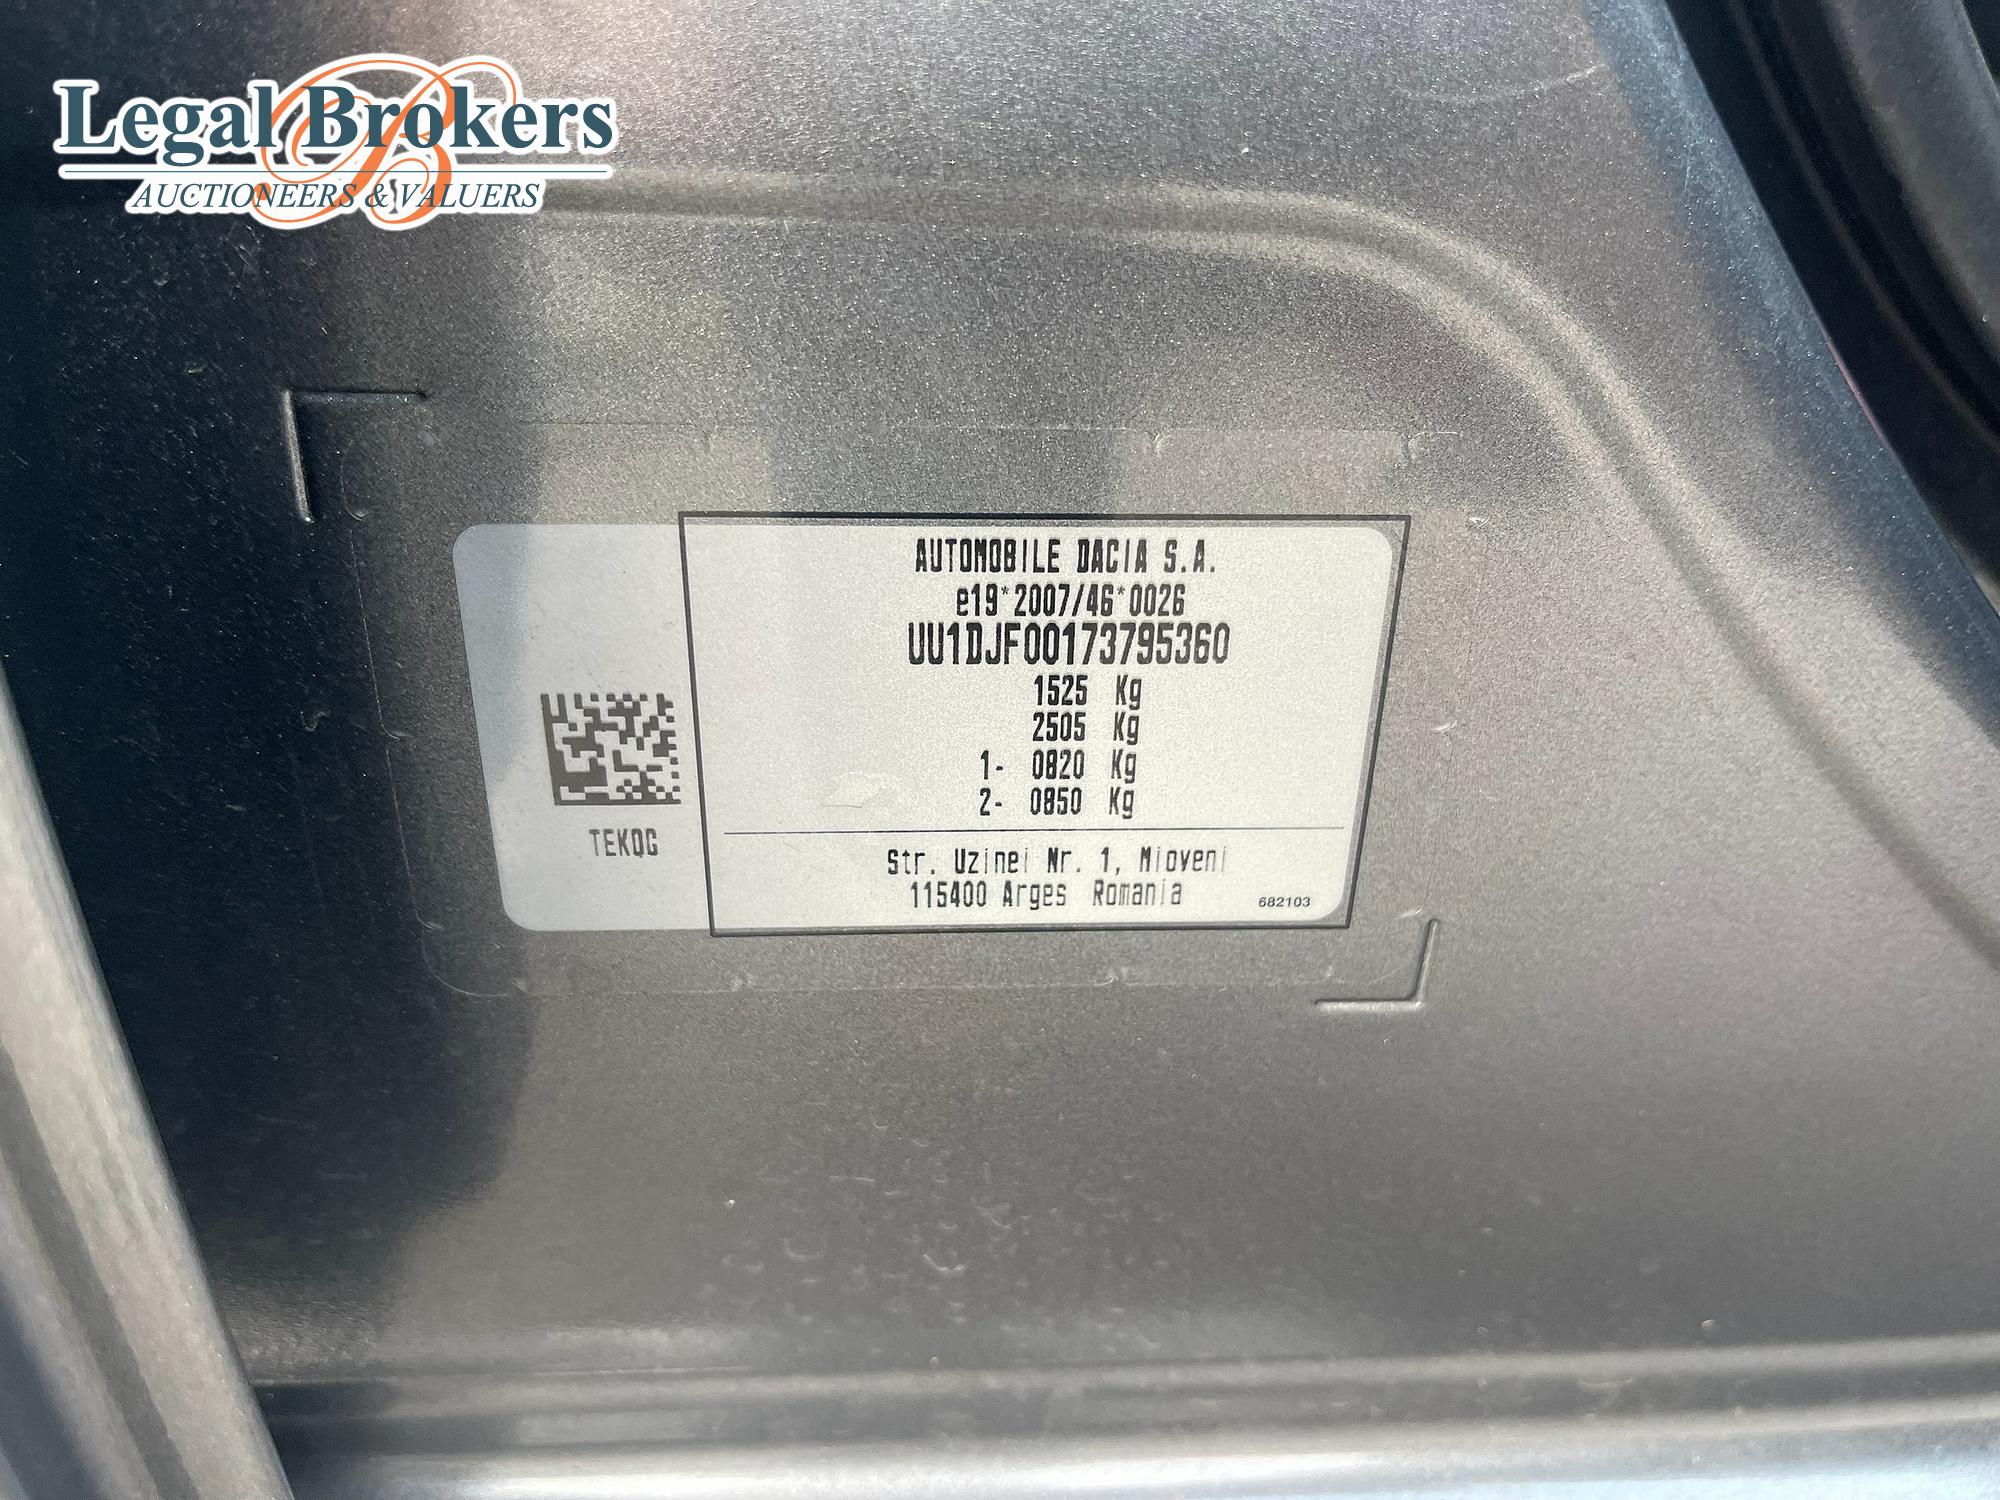 Legal Brokers
AUCTIONEERS & VALUERS
AUTOMOBILE DACIA S.A.
e19*2007/46*0026
UU1DJF00173795360
1525 Kg
2505 Kg
1- 0820 Kg
2- 0850 Kg
TEKQG
Str. Uzinei Nr. 1, Mioveni
115400 Arges Romania
682103